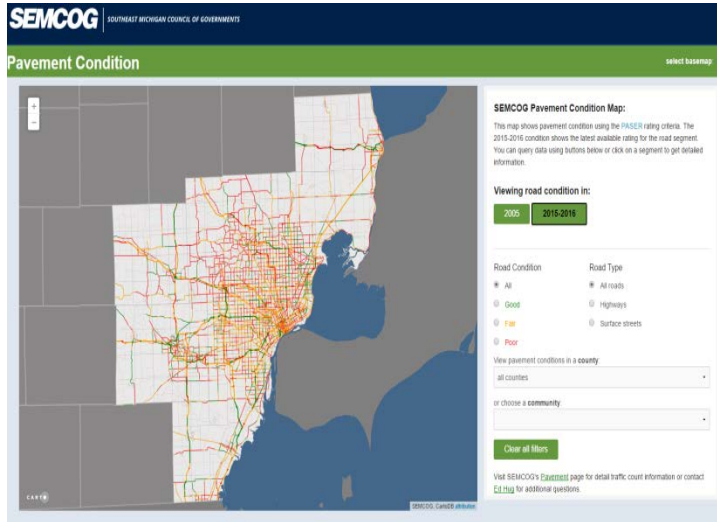 SEMCOG SOUTHEAST MICHIGAN COUNCIL OF GOVERNMENTS
Pavement Condition
select basemap
+
−
SEMCOG Pavement Condition Map:
This map shows pavement condition using the PASER rating criteria. The
2015-2016 condition shows the latest available rating for the road segment.
You can query data using buttons below or click on a segment to get detailed
information.
Viewing road condition in:
2005 2015-2016
Road Condition Road Type
All All roads
Good Highways
Fair Surface streets
Poor
View pavement conditions in a county:
all counties
or choose a community:
Clear all filters
Visit SEMCOG's Pavement page for detail traffic count information or contact
Ed Hug for additional questions.
CARTO
SEMCOG, CartoDB attribution